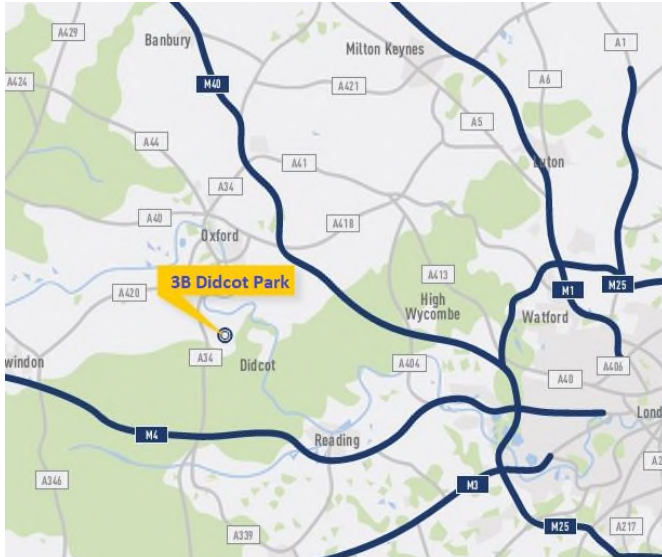 A429
Banbury
Milton Keynes
A1
A424
M40
A421
A6
A5
A44
Luton
A41
A34
A40
A418
Oxford
3B Didcot Park
A413
M25
A420
High
Wycombe
M1
Watford
A34
Didcot
A404
A40
A406
windon
Lond
M4
Reading
A346
M3
A2
A339
M25
A217